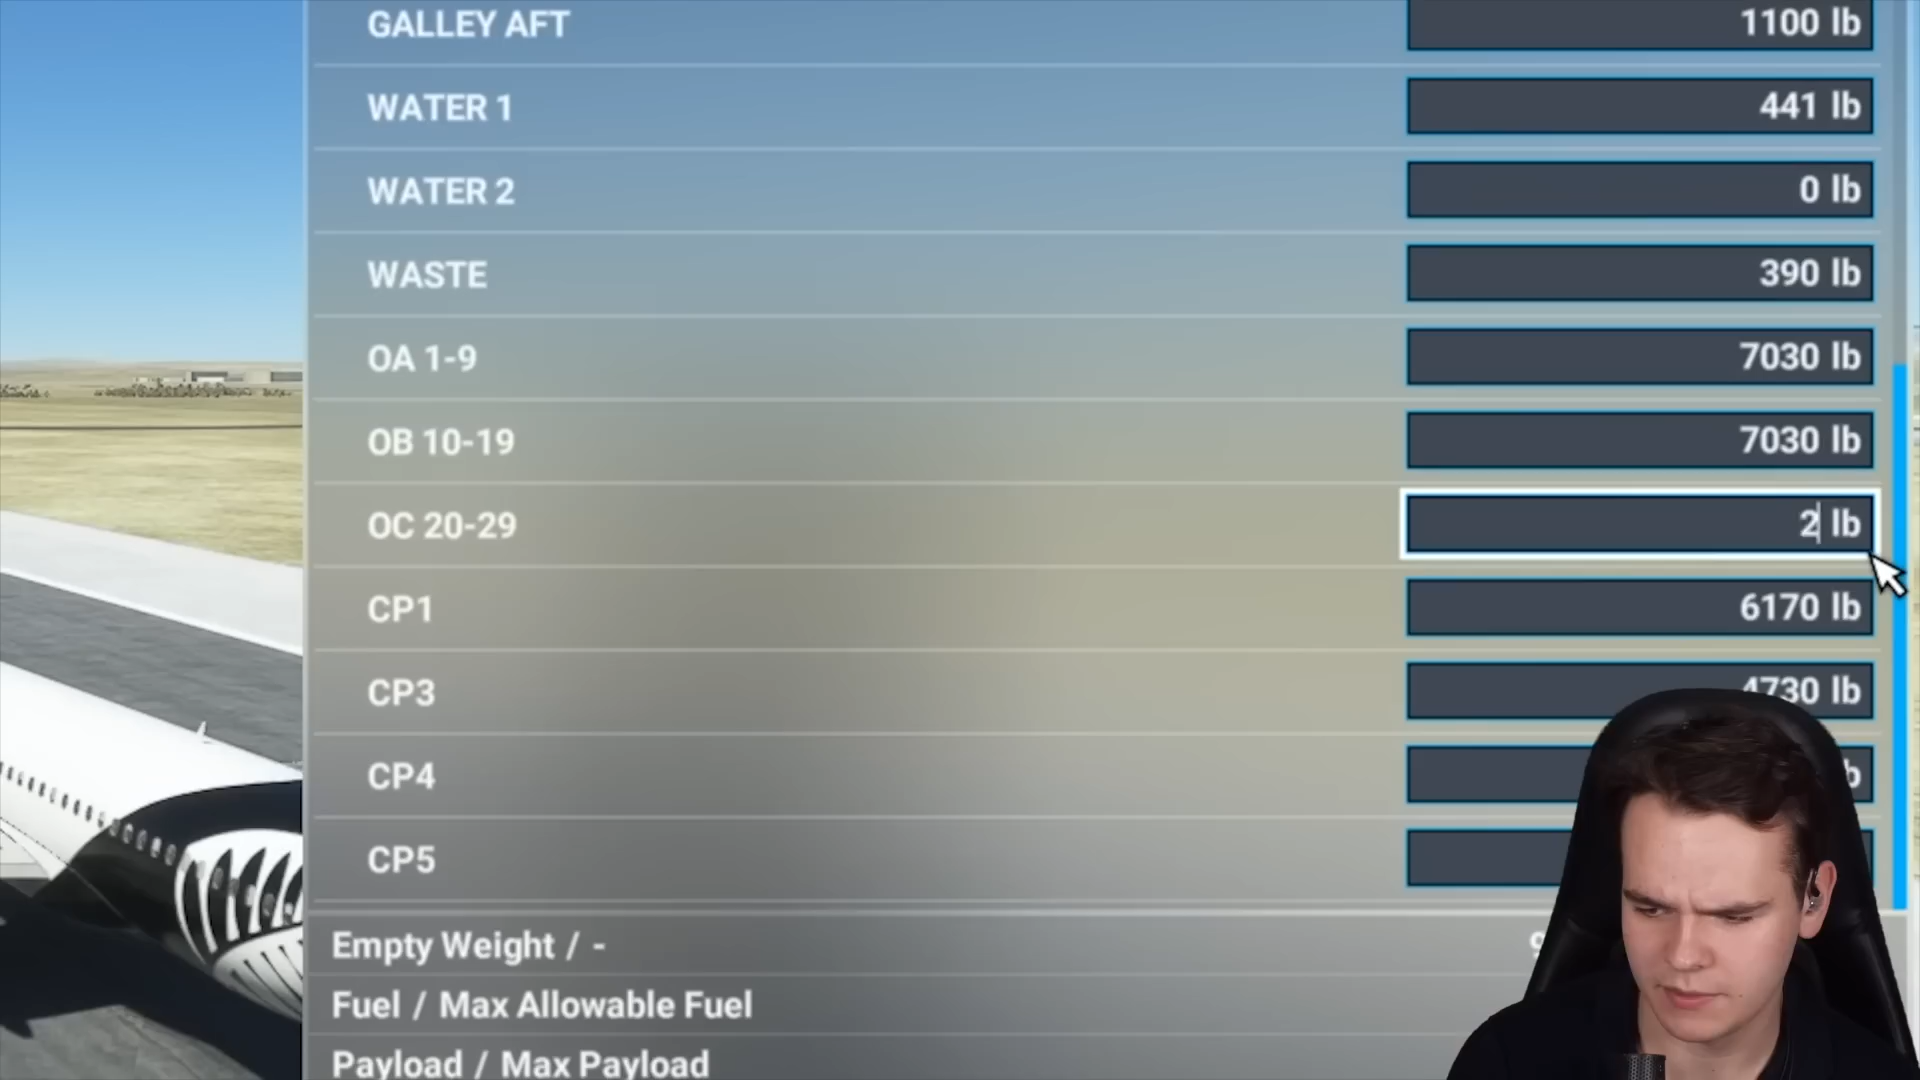 GALLEY AFT 1100 lb
WATER 1 441 lb
WATER 2 0 lb
WASTE 390 lb
OA 1-9 7030 lb
OB 10-19 7030 lb
OC 20-29 2 lb
CP1 6170 lb
CP3 4730 lb
CP4
CP5
Empty Weight / -
Fuel / Max Allowable Fuel
Payload / Max Payload